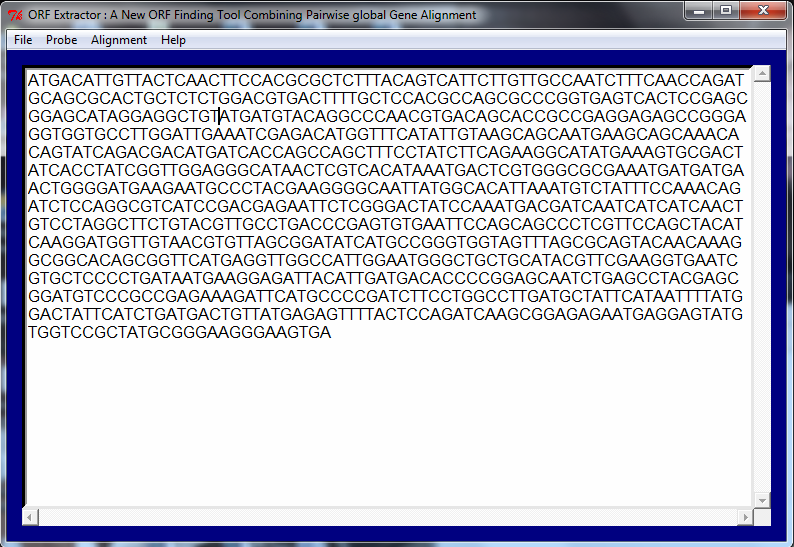 ORF Extractor : A New ORF Finding Tool Combining Pairwise global Gene Alignment
File Probe Alignment Help
ATGACATTGTTACTCAACTTCCACGCGCTCTTTACAGTCATTCTTGTTGCCAATCTTTCAACCAGAT
GCAGCGCACTGCTCTCTGGACGTGACTTTTGCTCCACGCCAGCGCCCGGTGAGTCACTCCGAGC
GGAGCATAGGAGGCTGTATGATGTACAGGCCCAACGTGACAGCACCGCCGAGGAGAGCCGGGA
GGTGGTGCCTTGGATTGAAATCGAGACATGGTTTCATATTGTAAGCAGCAATGAAGCAGCAAACA
CAGTATCAGACGACATGATCACCAGCCAGCTTTCCTATCTTCAGAAGGCATATGAAAGTGCGACT
ATCACCTATCGGTTGGAGGGCATAACTCGTCACATAAATGACTCGTGGGCGCGAAATGATGATGA
ACTGGGGATGAAGAATGCCCTACGAAGGGGCAATTATGGCACATTAAATGTCTATTTCCAAACAG
ATCTCCAGGCGTCATCCGACGAGAATTCTCGGGACTATCCAAATGACGATCAATCATCATCAACT
GTCCTAGGCTTCTGTACGTTGCCTGACCCGAGTGTGAATTCCAGCAGCCCTCGTTCCAGCTACAT
CAAGGATGGTTGTAACGTGTTAGCGGATATCATGCCGGGTGGTAGTTTAGCGCAGTACAACAAAG
GCGGCACAGCGGTTCATGAGGTTGGCCATTGGAATGGGCTGCTGCATACGTTCGAAGGTGAATC
GTGCTCCCCTGATAATGAAGGAGATTACATTGATGACACCCCGGAGCAATCTGAGCCTACGAGC
GGATGTCCCGCCGAGAAAGATTCATGCCCCGATCTTCCTGGCCTTGATGCTATTCATAATTTTATG
GACTATTCATCTGATGACTGTTATGAGAGTTTTACTCCAGATCAAGCGGAGAGAATGAGGAGTATG
TGGTCCGCTATGCGGGAAGGGAAGTGA